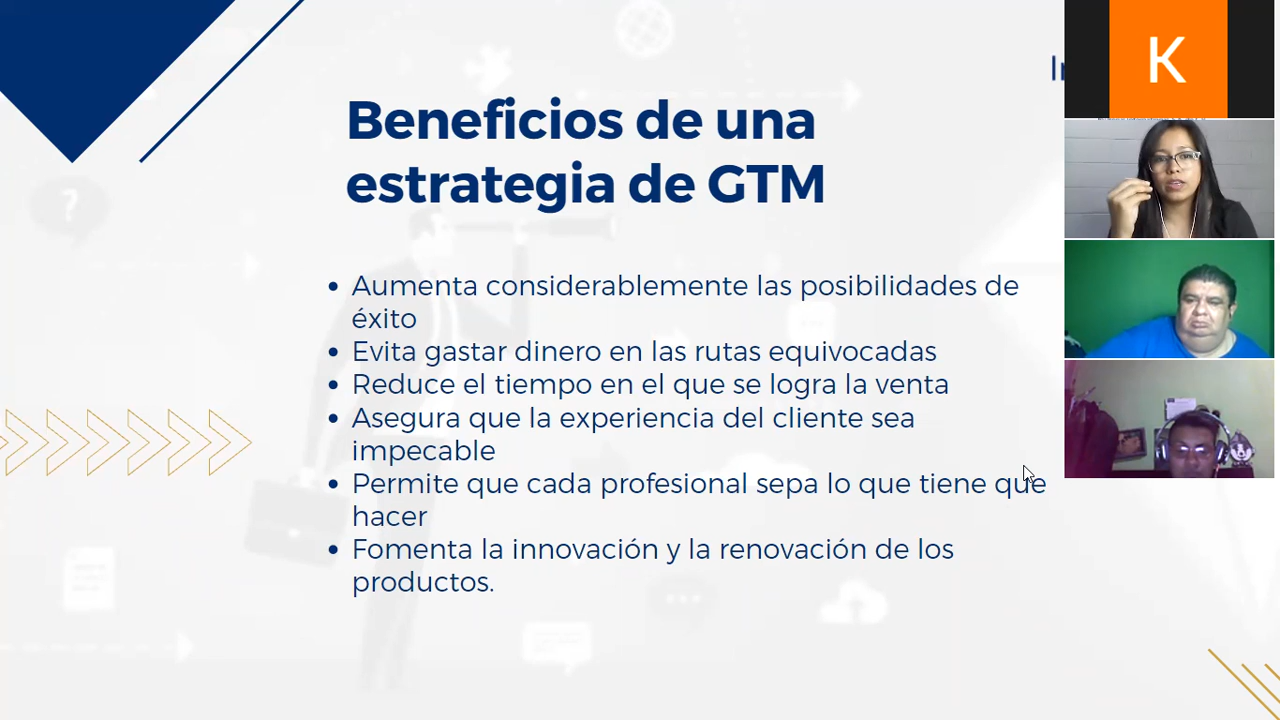 Beneficios de una
estrategia de GTM
Aumenta considerablemente las posibilidades de
éxito
Evita gastar dinero en las rutas equivocadas
Reduce el tiempo en el que se logra la venta
Asegura que la experiencia del cliente sea
impecable
Permite que cada profesional sepa lo que tiene que
hacer
Fomenta la innovación y la renovación de los
productos.
K